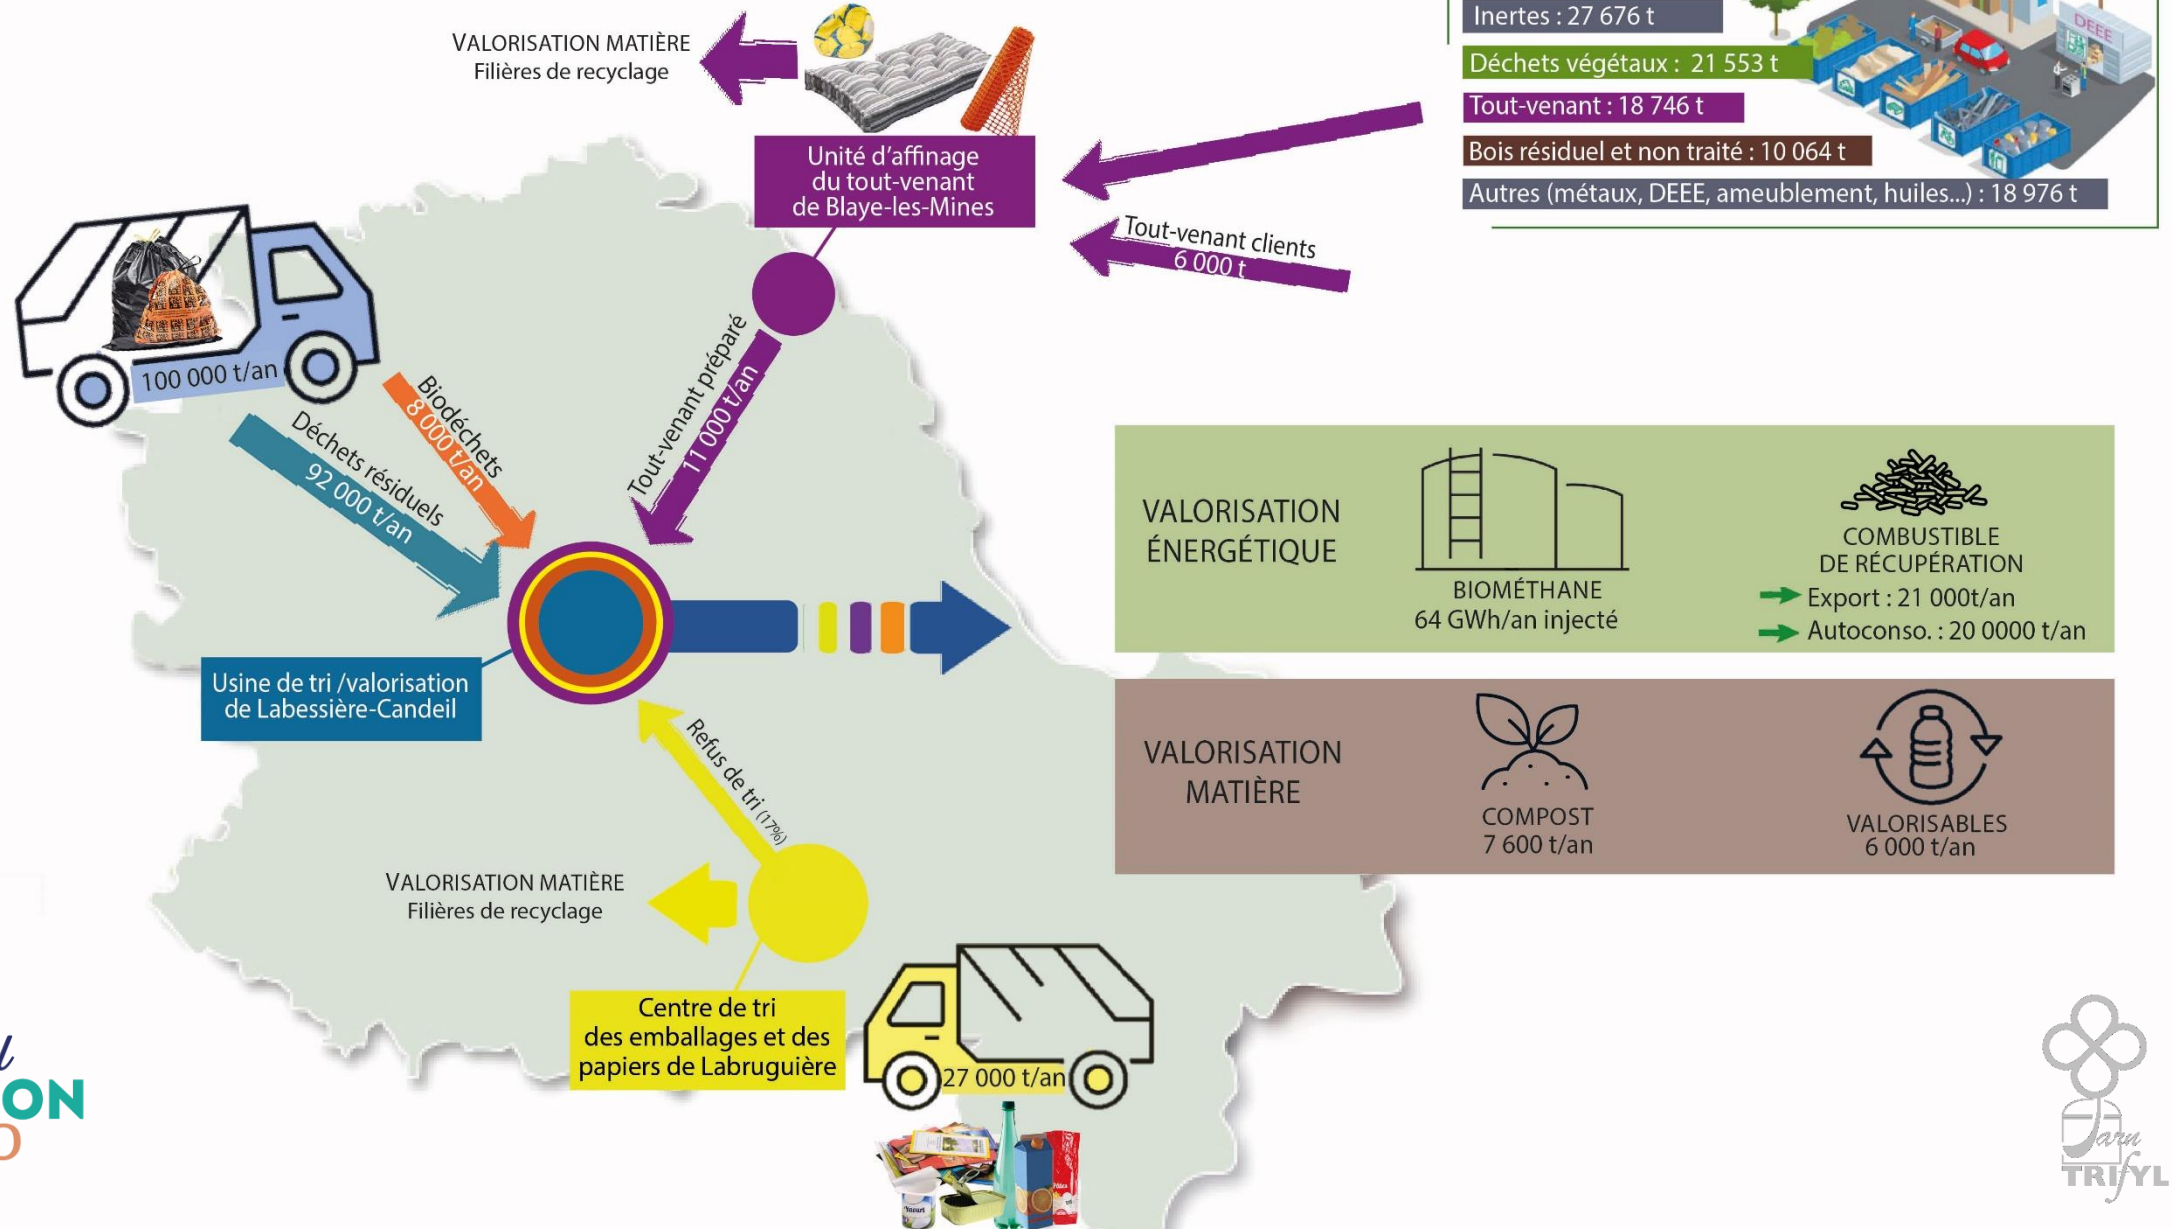 VALORISATION MATIÈRE
Filières de recyclage
Inertes : 27 676 t
Déchets végétaux : 21 553 t
Tout-venant : 18 746 t
Bois résiduel et non traité : 10 064 t
Autres (métaux, DEEE, ameublement, huiles...) : 18 976 t
DEEE
Unité d'affinage
du tout-venant
de Blaye-les-Mines
Tout-venant clients
6 000 t
100 000 t/an
Biodéchets
8 000 t/an
Déchets résiduels
92 000 t/an
Tout-venant préparé
11 000 t/an
Usine de tri /valorisation
de Labessière-Candeil
VALORISATION
ÉNERGÉTIQUE
BIOMÉTHANE
64 GWh/an injecté
COMBUSTIBLE
DE RÉCUPÉRATION
Export : 21 000t/an
Autoconso. : 20 0000 t/an
VALORISATION
MATIÈRE
COMPOST
7 600 t/an
VALORISABLES
6 000 t/an
Refus de tri (17%)
VALORISATION MATIÈRE
Filières de recyclage
Centre de tri
des emballages et des
papiers de Labruguière
27 000 t/an
Yaourt
Pâtes
ON
Tarn
TRIFYL